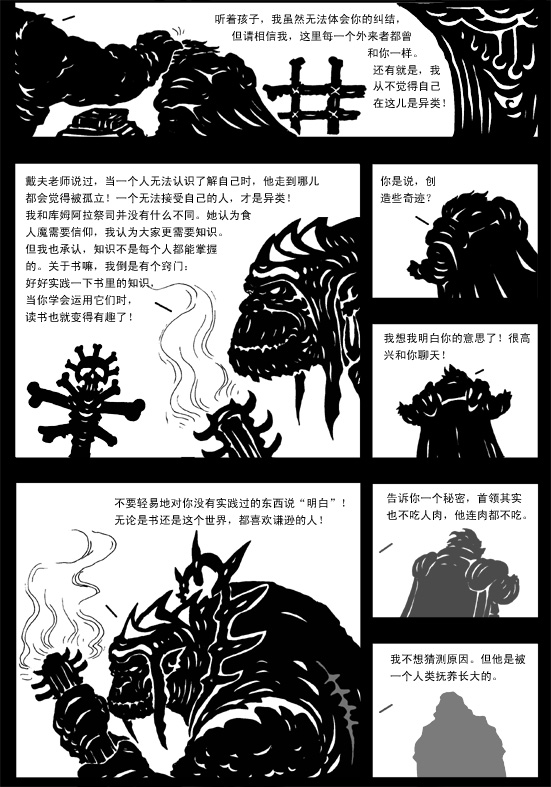 听着孩子，我虽然无法体会你的纠结，
但请相信我，这里每一个外来者都曾
和你一样。
还有就是，我
从不觉得自己
在这儿是异类！
戴夫老师说过，当一个人无法认识了解自己时，他走到哪儿
都会觉得被孤立！一个无法接受自己的人，才是异类！
我和库姆阿拉祭司并没有什么不同。她认为食
人魔需要信仰，我认为大家更需要知识。
但我也承认，知识不是每个人都能掌握
的。关于书嘛，我倒是有个窍门：
好好实践一下书里的知识，
当你学会运用它们时，
读书也就变得有趣了！
你是说，创
造些奇迹？
我想我明白你的意思了！很高
兴和你聊天！
不要轻易地对你没有实践过的东西说“明白”！
无论是书还是这个世界，都喜欢谦逊的人！
告诉你一个秘密，首领其实
也不吃人肉，他连肉都不吃。
我不想猜测原因。但他是被
一个人类抚养长大的。